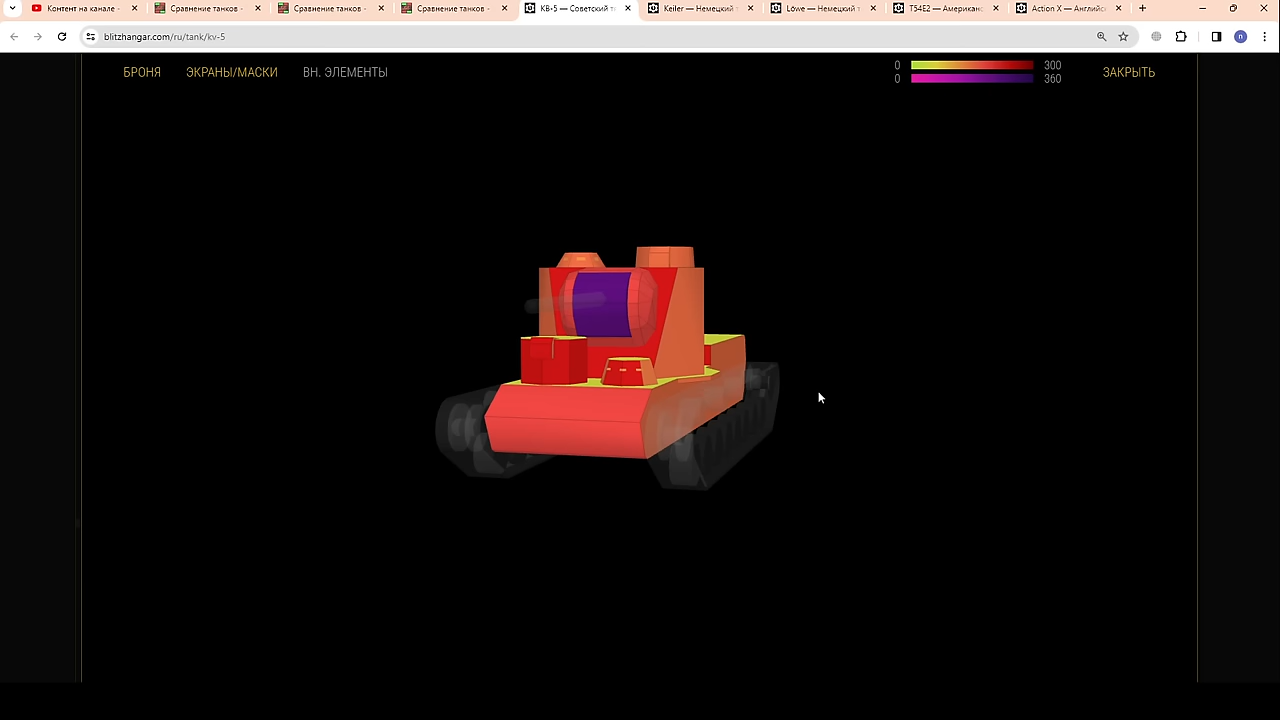 Контент на канале -
Сравнение танков -
Сравнение танков -
Сравнение танков -
КВ-5 — Советский т
Keiler — Немецкий т
Löwe — Немецкий т
T54E2 — Американс
Action X — Английс
blitzhangar.com/ru/tank/kv-5
n
БРОНЯ
ЭКРАНЫ/МАСКИ
ВН. ЭЛЕМЕНТЫ
0 300
0 360
ЗАКРЫТЬ